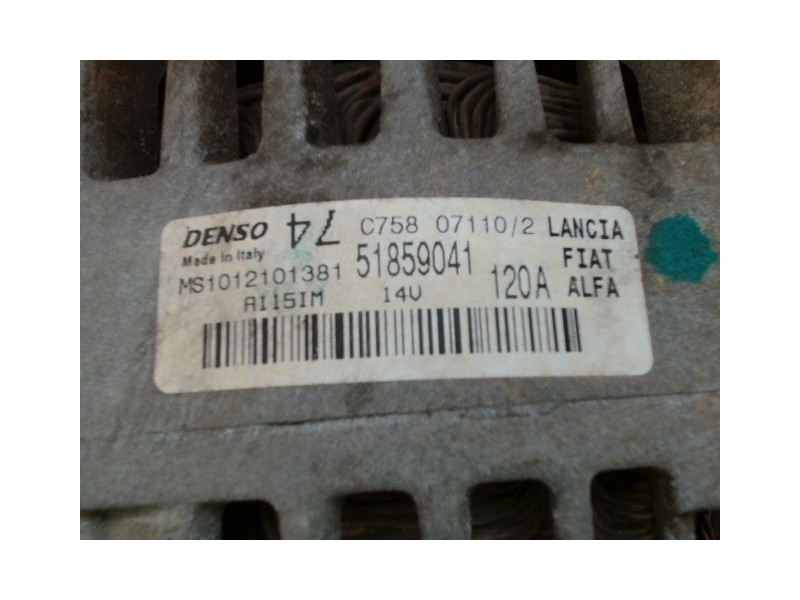 DENSO 74 C758 07110/2 LANCIA
Made in Italy 51859041 FIAT
MS1012101381 120A ALFA
AI15IM 14V